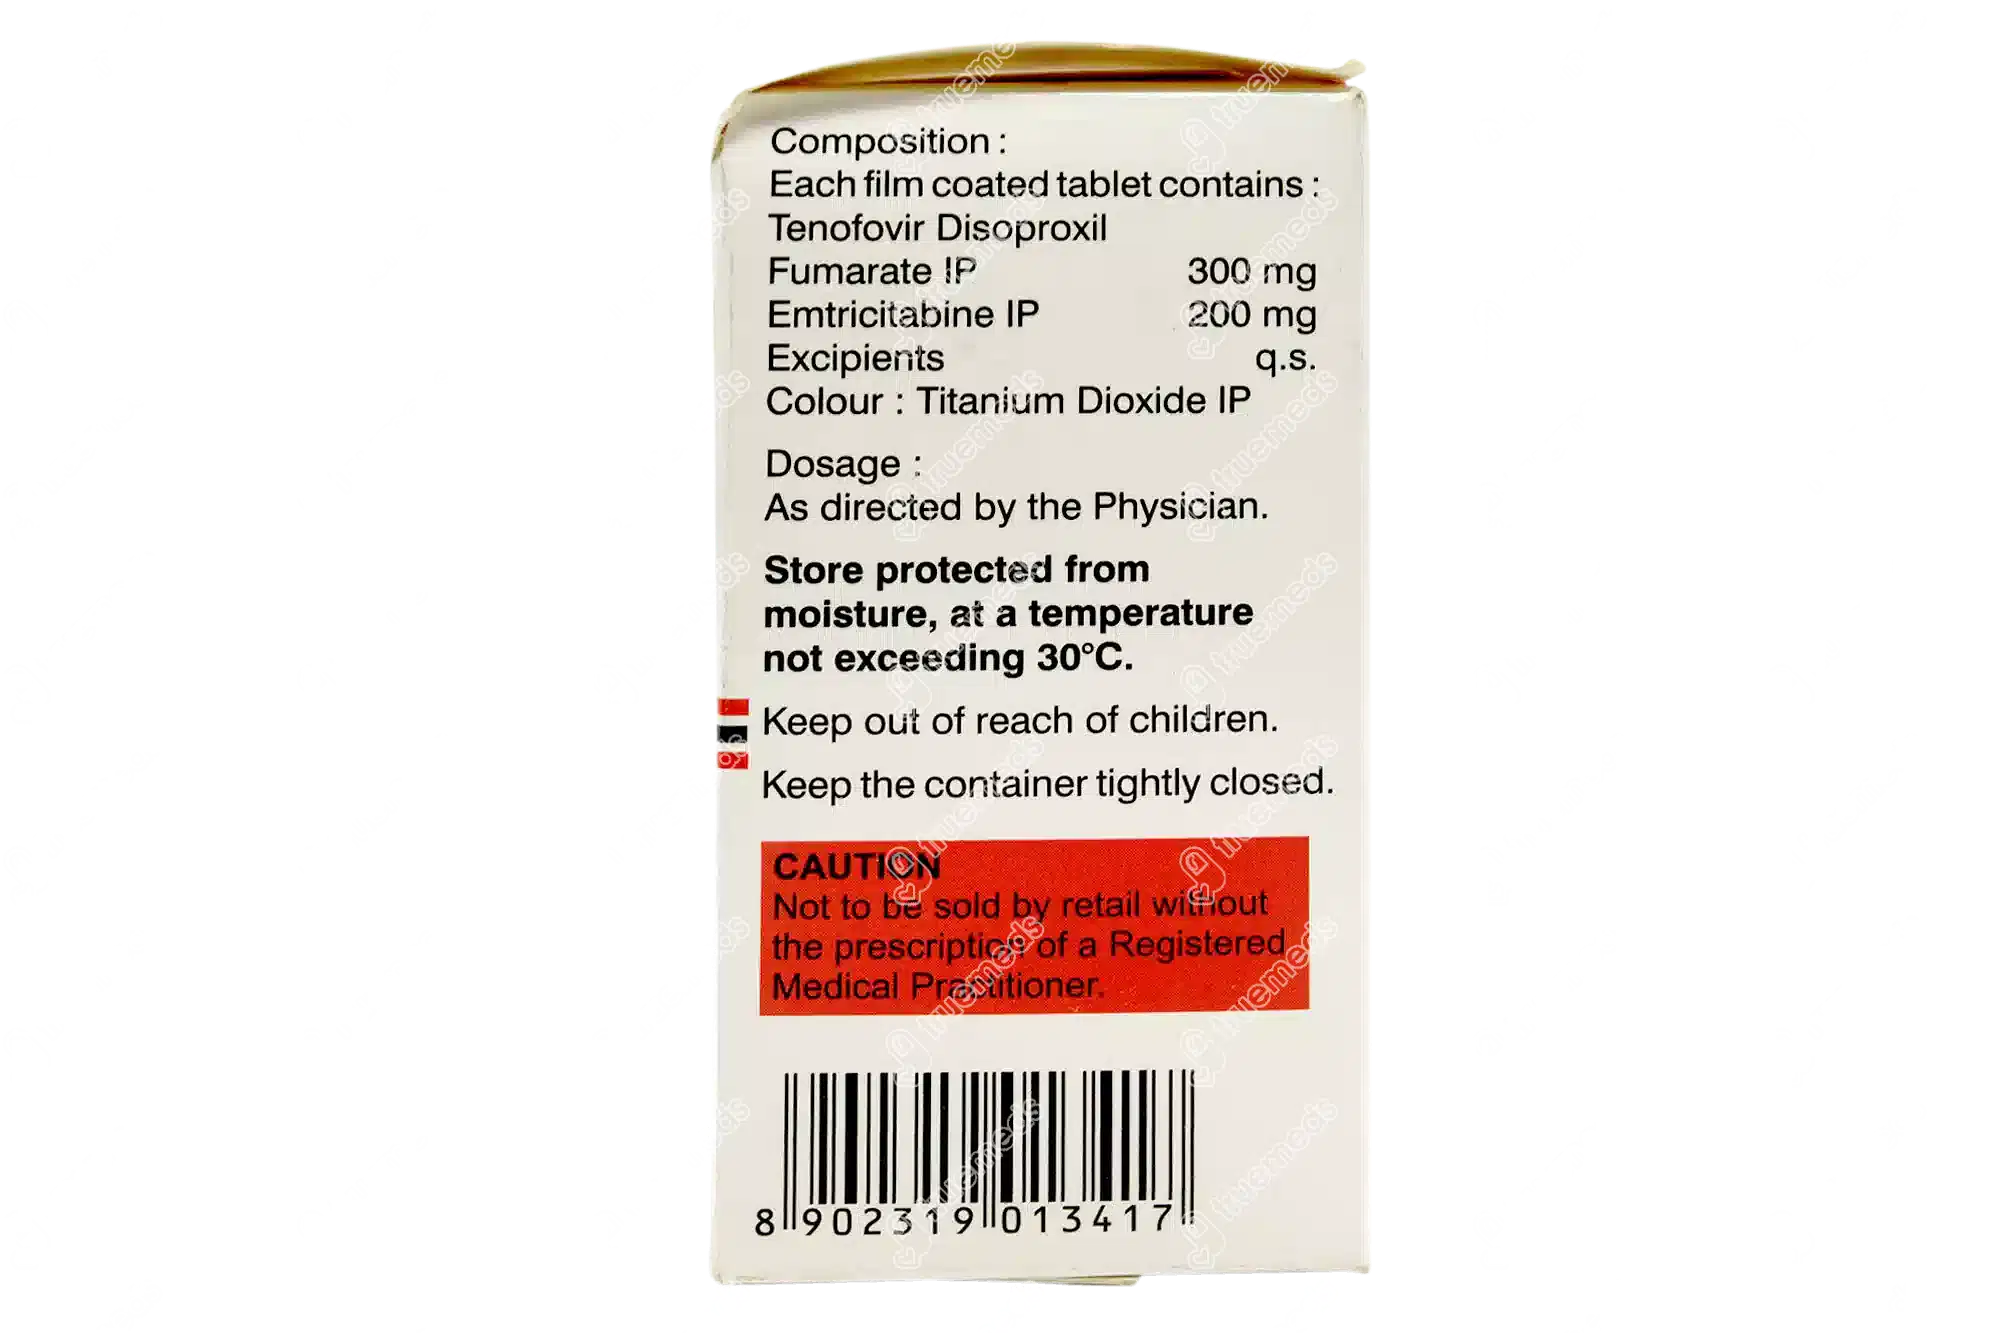 Composition :
Each film coated tablet contains :
Tenofovir Disoproxil
Fumarate IP 300 mg
Emtricitabine IP 200 mg
Excipients q.s.
Colour : Titanium Dioxide IP
Dosage :
As directed by the Physician.
Store protected from
moisture, at a temperature
not exceeding 30°C.
Keep out of reach of children.
Keep the container tightly closed.
CAUTION
Not to be sold by retail without
the prescription of a Registered
Medical Practitioner.
8 902319 013417
truemeds